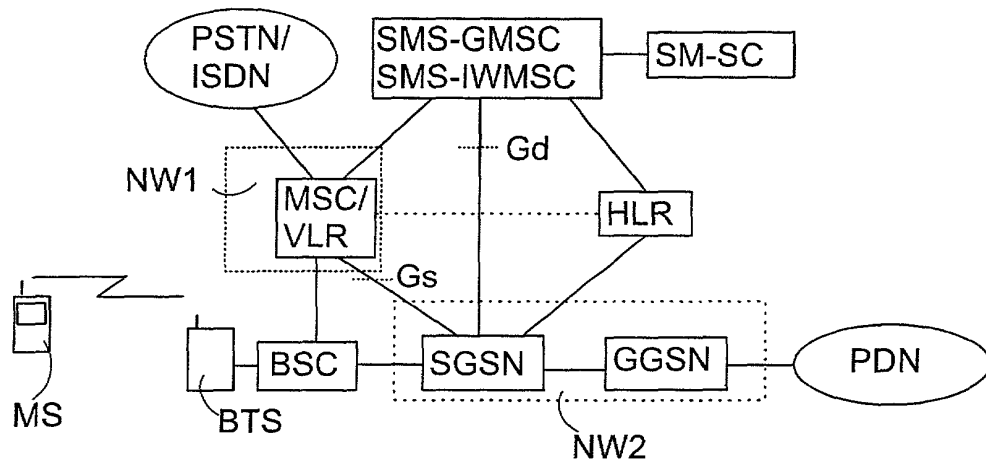 PSTN/
ISDN
SMS-GMSC
SMS-IWMSC
SM-SC
Gd
NW1
MSC/
VLR
HLR
Gs
BSC
SGSN
GGSN
PDN
MS
BTS
NW2